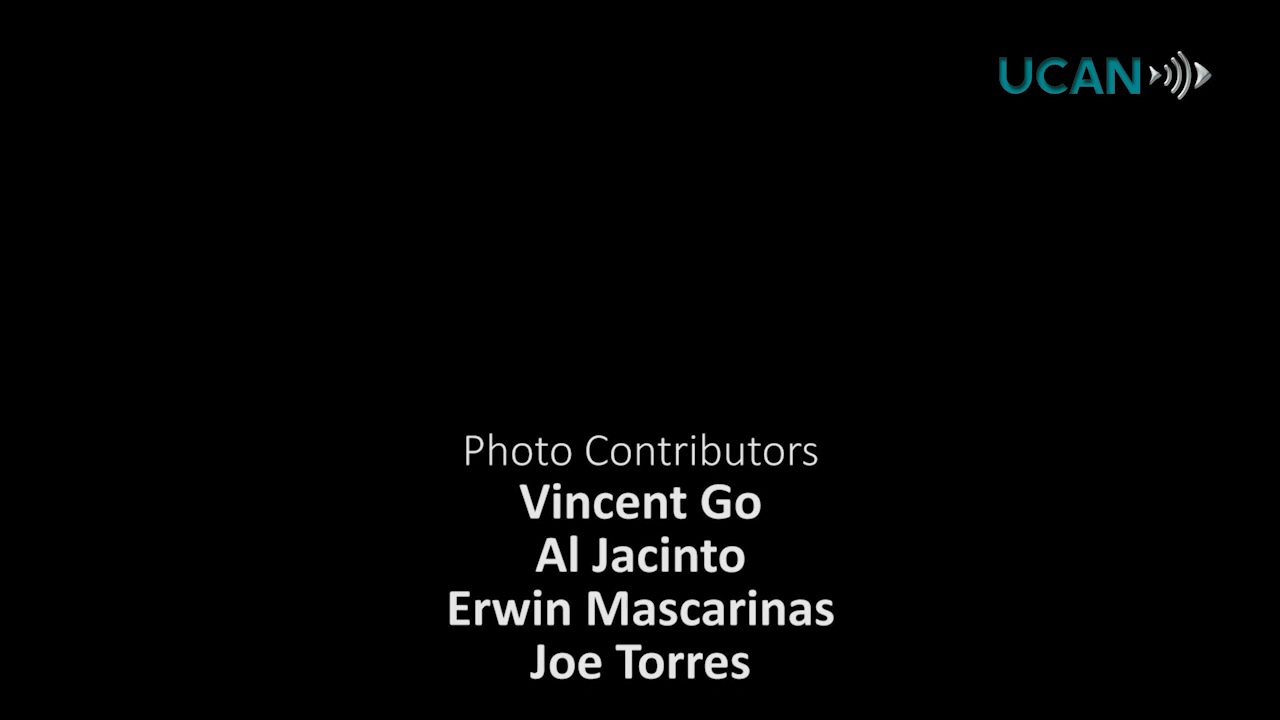 UCAN
Photo Contributors
Vincent Go
Al Jacinto
Erwin Mascarinas
Joe Torres